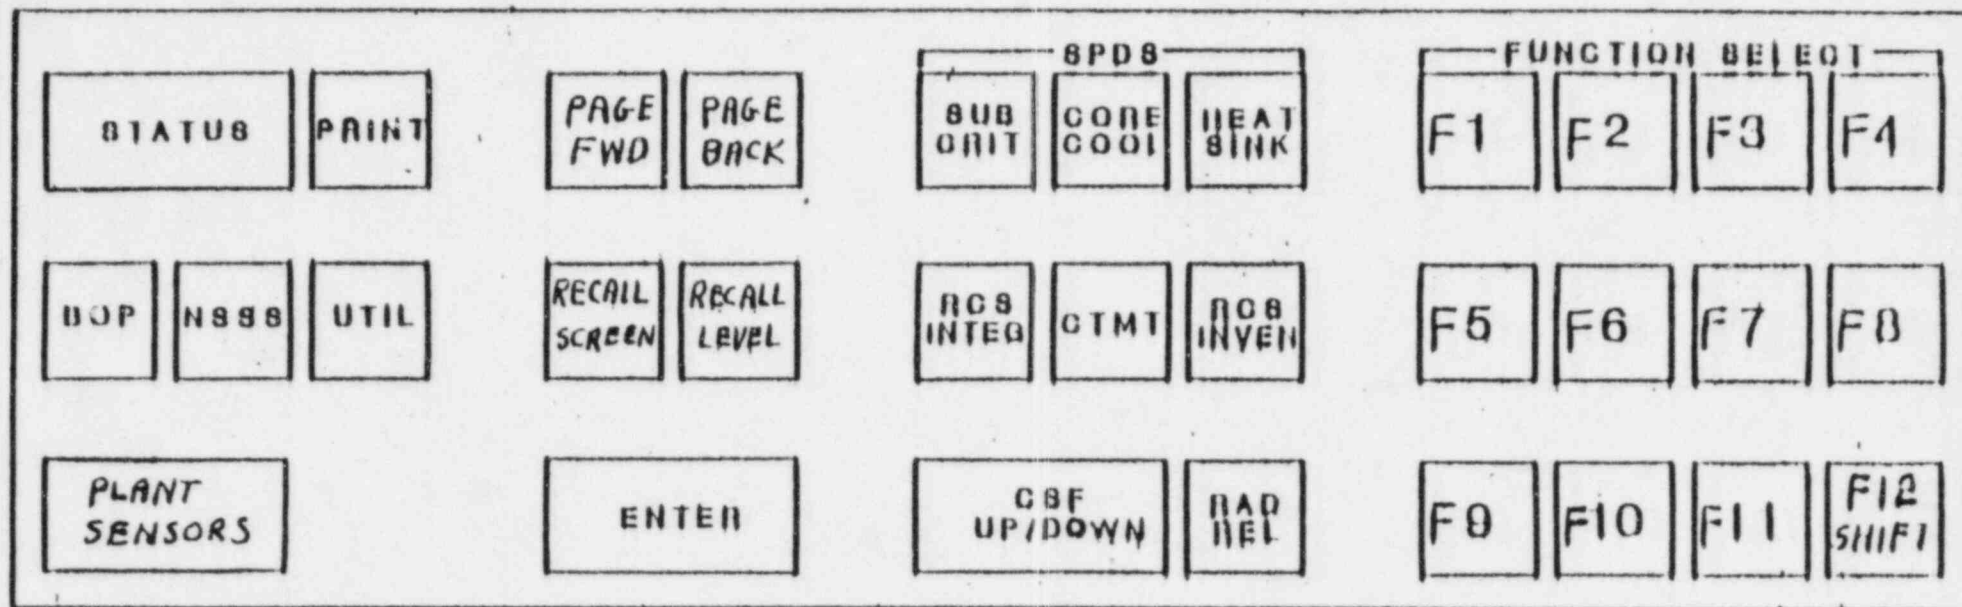 SPDS
FUNCTION SELECT
STATUS
PRINT
PAGE
FWD
PAGE
BACK
SUB
CRIT
CORE
COOL
HEAT
SINK
F1
F2
F3
F4
BOP
NSSS
UTIL
RECALL
SCREEN
RECALL
LEVEL
RCS
INTEG
CTMT
RCS
INVEN
F5
F6
F7
F8
PLANT
SENSORS
ENTER
CSF
UP/DOWN
RAD
REL
F9
F10
F11
F12
SHIFT